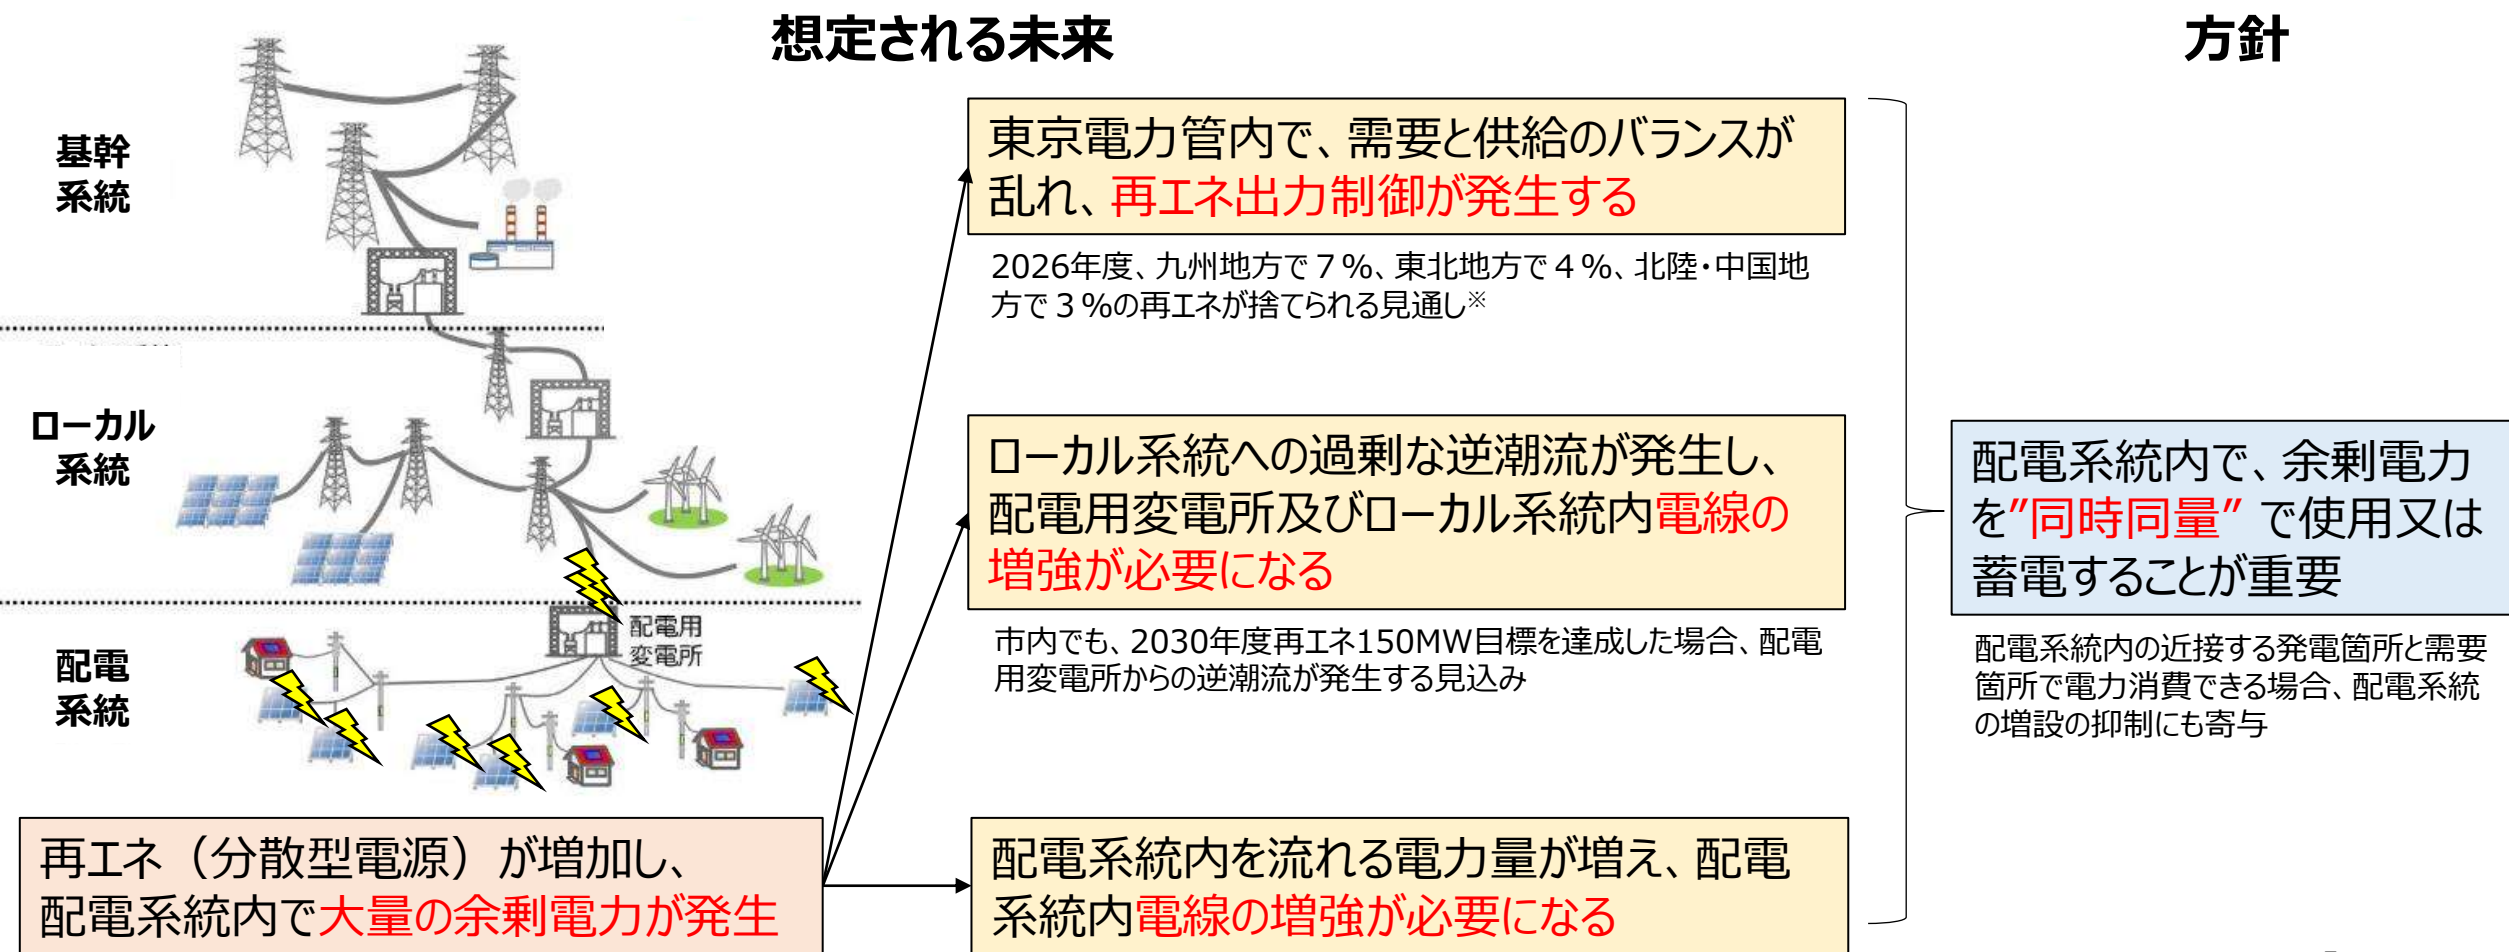 想定される未来
方針
基幹
系統
ローカル
系統
配電
系統
配電用
変電所
再エネ（分散型電源）が増加し、
配電系統内で大量の余剰電力が発生
東京電力管内で、需要と供給のバランスが
乱れ、再エネ出力制御が発生する
2026年度、九州地方で７%、東北地方で４%、北陸・中国地
方で３%の再エネが捨てられる見通し※
ローカル系統への過剰な逆潮流が発生し、
配電用変電所及びローカル系統内電線の
増強が必要になる
市内でも、2030年度再エネ150MW目標を達成した場合、配電
用変電所からの逆潮流が発生する見込み
配電系統内を流れる電力量が増え、配電
系統内電線の増強が必要になる
配電系統内で、余剰電力
を”同時同量” で使用又は
蓄電することが重要
配電系統内の近接する発電箇所と需要
箇所で電力消費できる場合、配電系統
の増設の抑制にも寄与